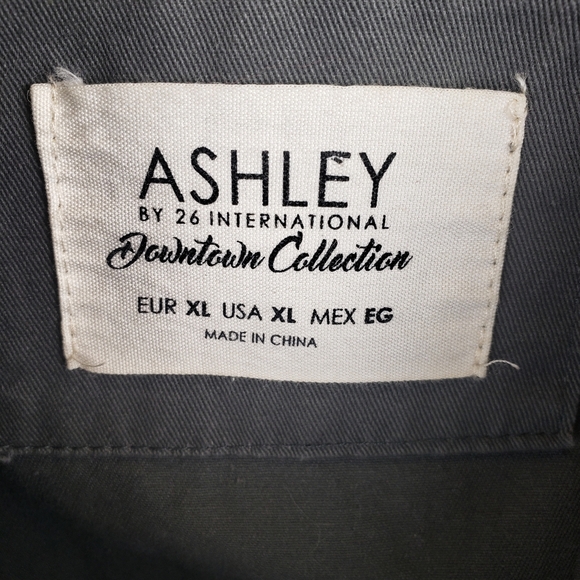 ASHLEY
BY 26 INTERNATIONAL
Downtown Collection
EUR XL USA XL MEX EG
MADE IN CHINA